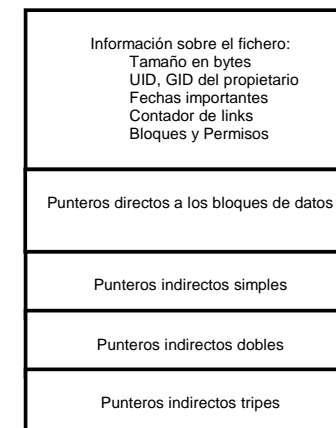 Información sobre el fichero:
Tamaño en bytes
UID, GID del propietario
Fechas importantes
Contador de links
Bloques y Permisos
Punteros directos a los bloques de datos
Punteros indirectos simples
Punteros indirectos dobles
Punteros indirectos tripes